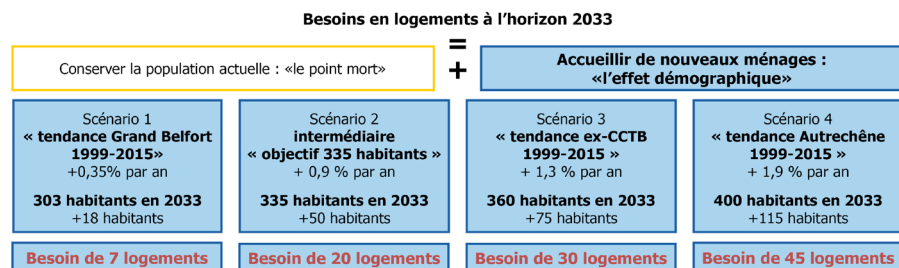 Besoins en logements à l'horizon 2033
=
Conserver la population actuelle : «le point mort»
+
Accueillir de nouveaux ménages :
«l'effet démographique»
Scénario 1
« tendance Grand Belfort
1999-2015»
+0,35% par an
303 habitants en 2033
+18 habitants
Besoin de 7 logements
Scénario 2
intermédiaire
« objectif 335 habitants »
+ 0,9 % par an
335 habitants en 2033
+50 habitants
Besoin de 20 logements
Scénario 3
« tendance ex-CCTB
1999-2015 »
+ 1,3 % par an
360 habitants en 2033
+75 habitants
Besoin de 30 logements
Scénario 4
« tendance Autrechêne
1999-2015 »
+ 1,9 % par an
400 habitants en 2033
+115 habitants
Besoin de 45 logements